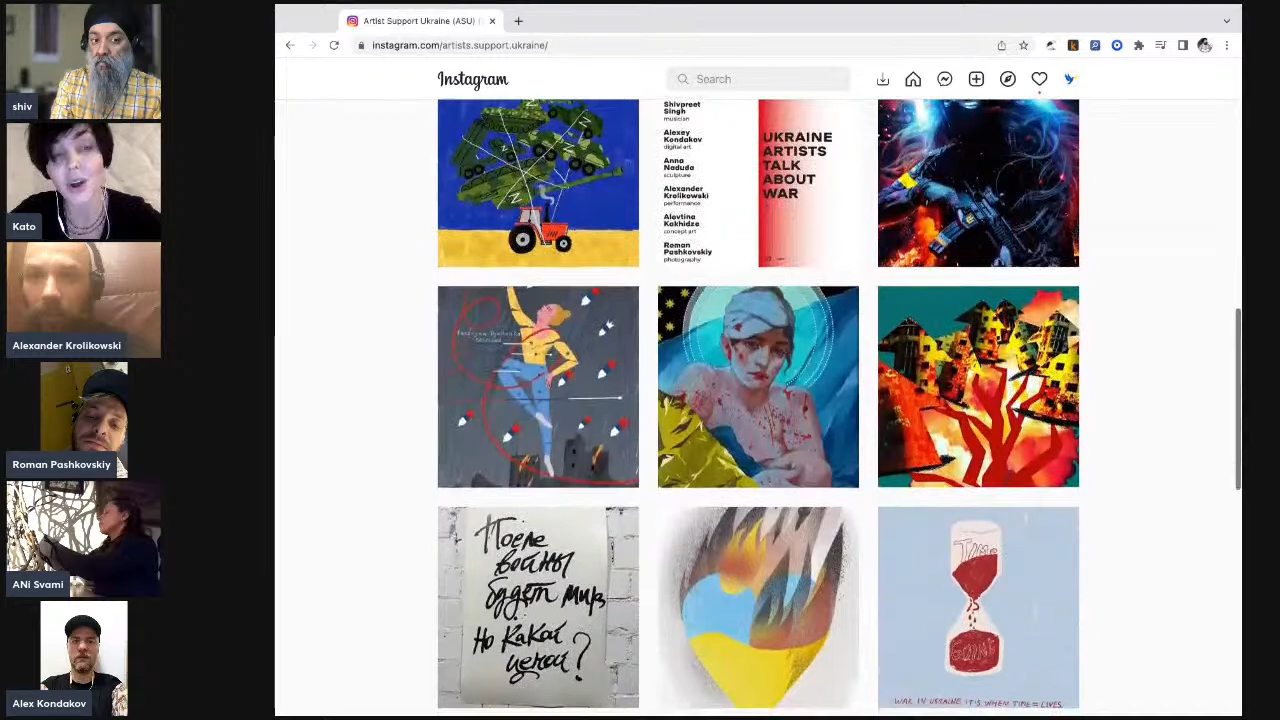 shiv
Kato
Alexander Krolikowski
Roman Pashkovskiy
ANi Svami
Alex Kondakov
Artist Support Ukraine (ASU)
instagram.com/artists.support.ukraine/
Instagram
Search
Shivpreet
Singh
musician
Alexey
Kondakov
digital art
Anna
Naduda
sculpture
Alexander
Krolikowski
performance
Alevtina
Kakhidze
concept art
Roman
Pashkovskiy
photography
UKRAINE
ARTISTS
TALK
ABOUT
WAR
После
войны
будет мир
Но какой
ценой?
TIME
WAR IN UKRAINE IT'S WHEN TIME = LIVES.